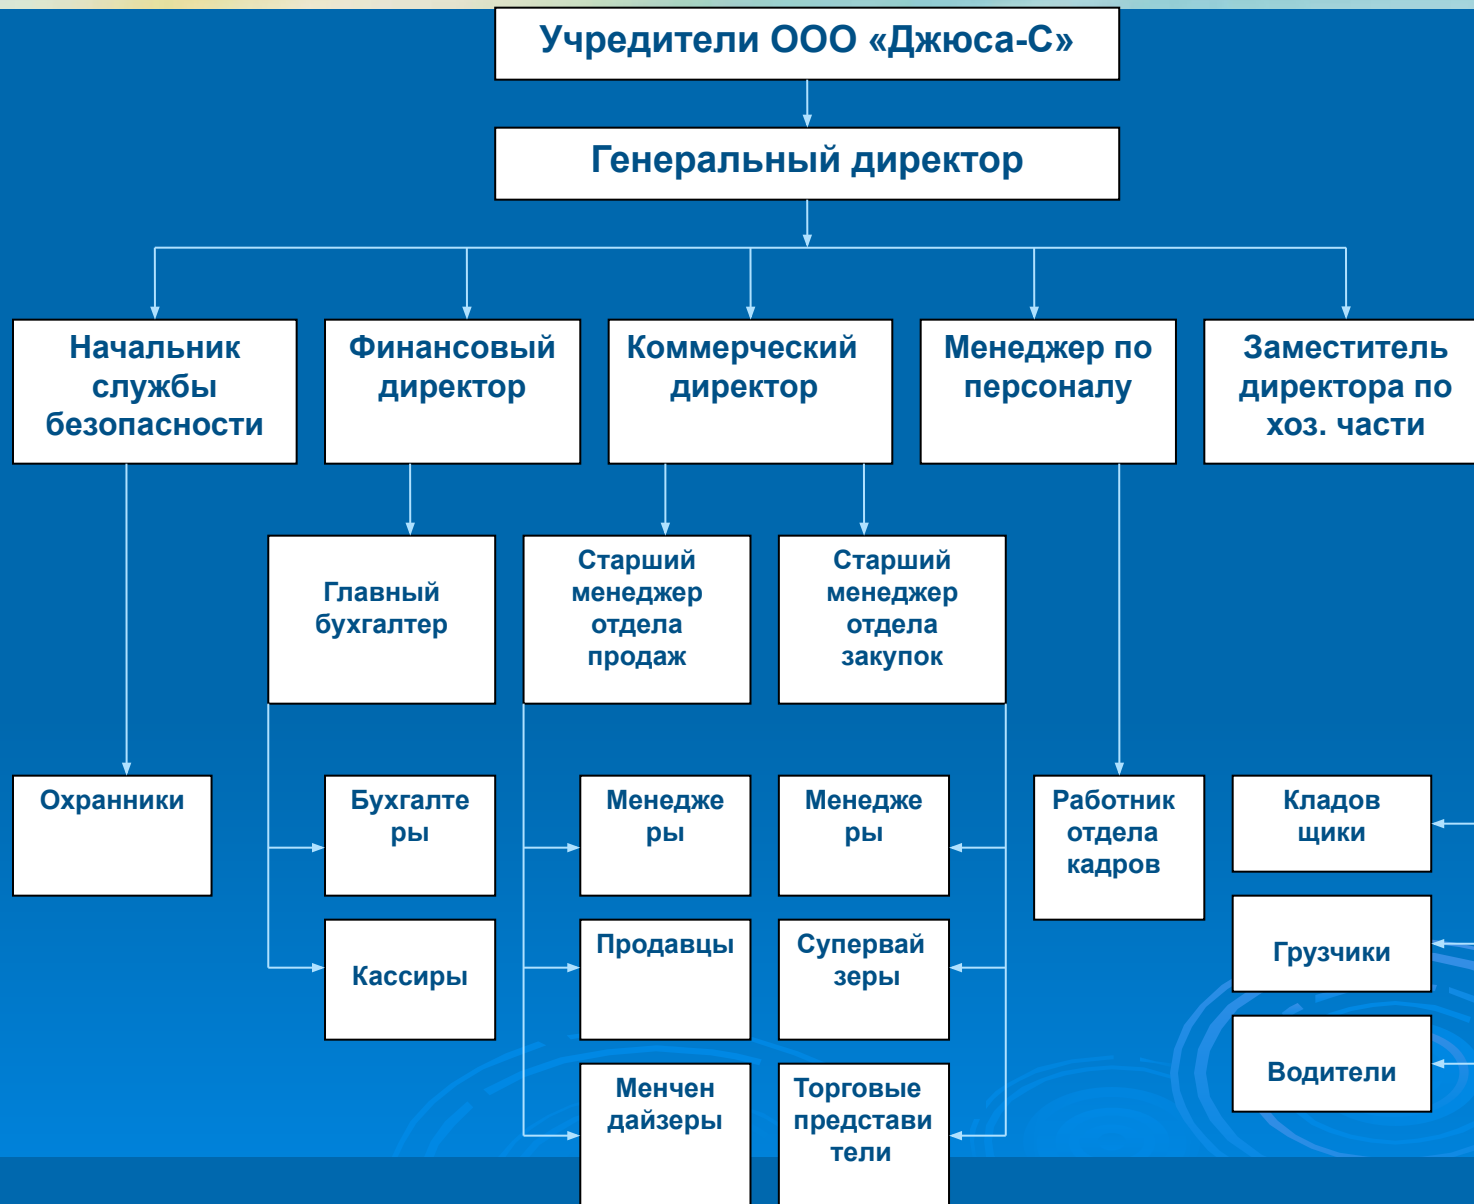 Учредители ООО «Джюса-С»
Генеральный директор
Начальник
службы
безопасности
Финансовый
директор
Коммерческий
директор
Менеджер по
персоналу
Заместитель
директора по
хоз. части
Главный
бухгалтер
Старший
менеджер
отдела
продаж
Старший
менеджер
отдела
закупок
Охранники
Бухгалте
ры
Менедже
ры
Менедже
ры
Работник
отдела
кадров
Кладов
щики
Кассиры
Продавцы
Супервай
зеры
Грузчики
Менчен
дайзеры
Торговые
представи
тели
Водители